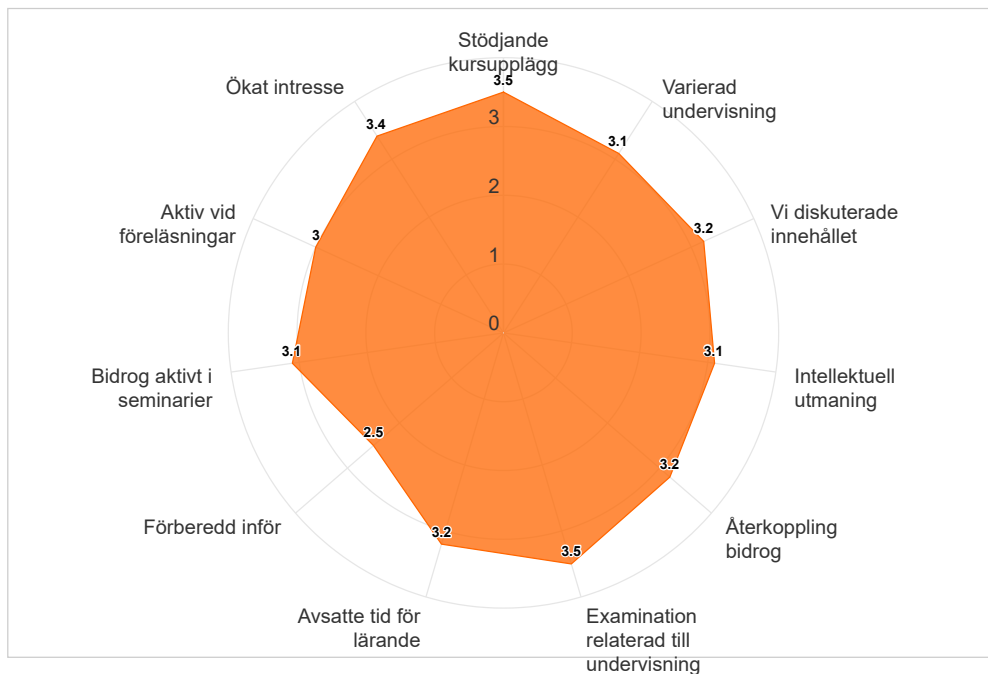 Stödjande
kursupplägg
3.5
Ökat intresse
Varierad
undervisning
3.4
3
3.1
2
Aktiv vid
föreläsningar
3
Vi diskuterade
innehållet
3.2
1
0
3.1
Bidrog aktivt i
seminarier
3.1
Intellektuell
utmaning
2.5
3.2
Förberedd inför
Återkoppling
bidrog
3.2
3.5
Avsatte tid för
lärande
Examination
relaterad till
undervisning